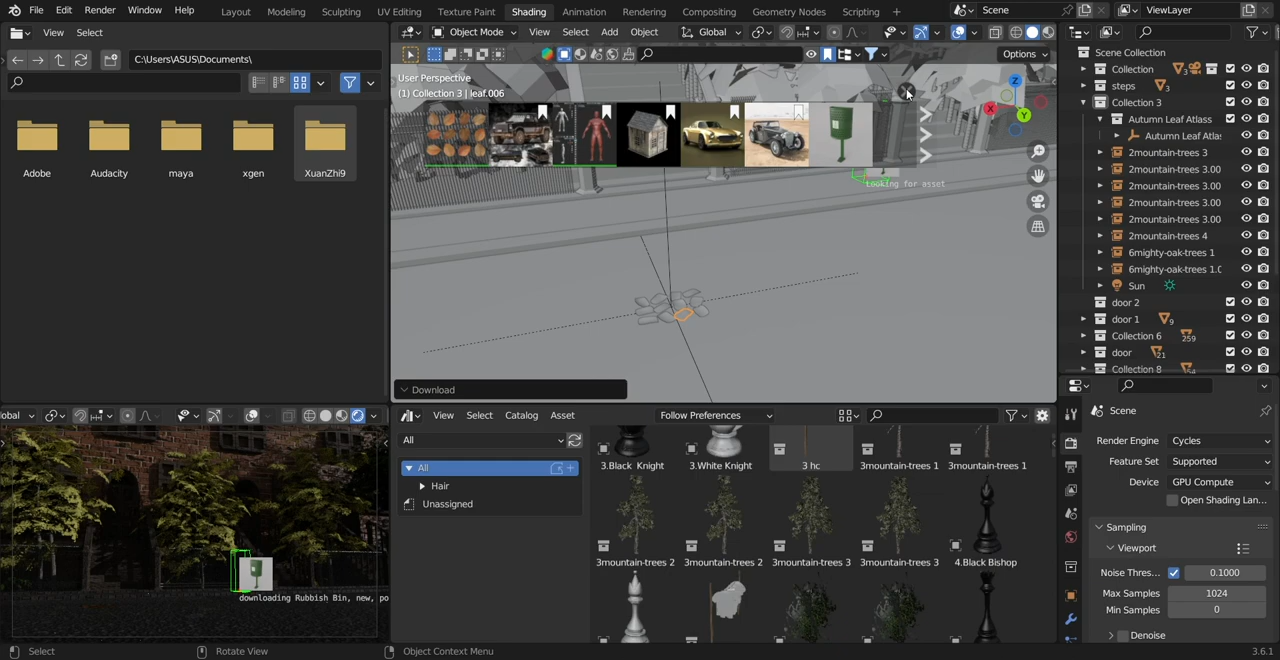 File Edit Render Window Help Layout Modeling Sculpting UV Editing Texture Paint Shading Animation Rendering Compositing Geometry Nodes Scripting + Scene ViewLayer
View Select
Object Mode View Select Add Object Global
C:\Users\ASUS\Documents\
Options
Adobe Audacity maya xgen XuanZhi9
User Perspective
(1) Collection 3 | leaf.006
Z
X
Y
Looking for asset
Download
Scene Collection
Collection 3
steps 3
Collection 3
Autumn Leaf Atlass
Autumn Leaf Atlas
2mountain-trees 3
2mountain-trees 3.00
2mountain-trees 3.00
2mountain-trees 3.00
2mountain-trees 3.00
2mountain-trees 4
6mighty-oak-trees 1
6mighty-oak-trees 1.0
Sun
door 2
door 1 9
Collection 6 259
door 21
Collection 8
lobal
downloading Rubbish Bin, new, po
View Select Catalog Asset Follow Preferences
All
All
Hair
Unassigned
3.Black Knight 3.White Knight 3 hc 3mountain-trees 1 3mountain-trees 1
3mountain-trees 2 3mountain-trees 2 3mountain-trees 3 3mountain-trees 3 4.Black Bishop
Scene
Render Engine Cycles
Feature Set Supported
Device GPU Compute
Open Shading Lan...
Sampling
Viewport
Noise Thres... 0.1000
Max Samples 1024
Min Samples 0
Denoise
Select Rotate View Object Context Menu 3.6.1